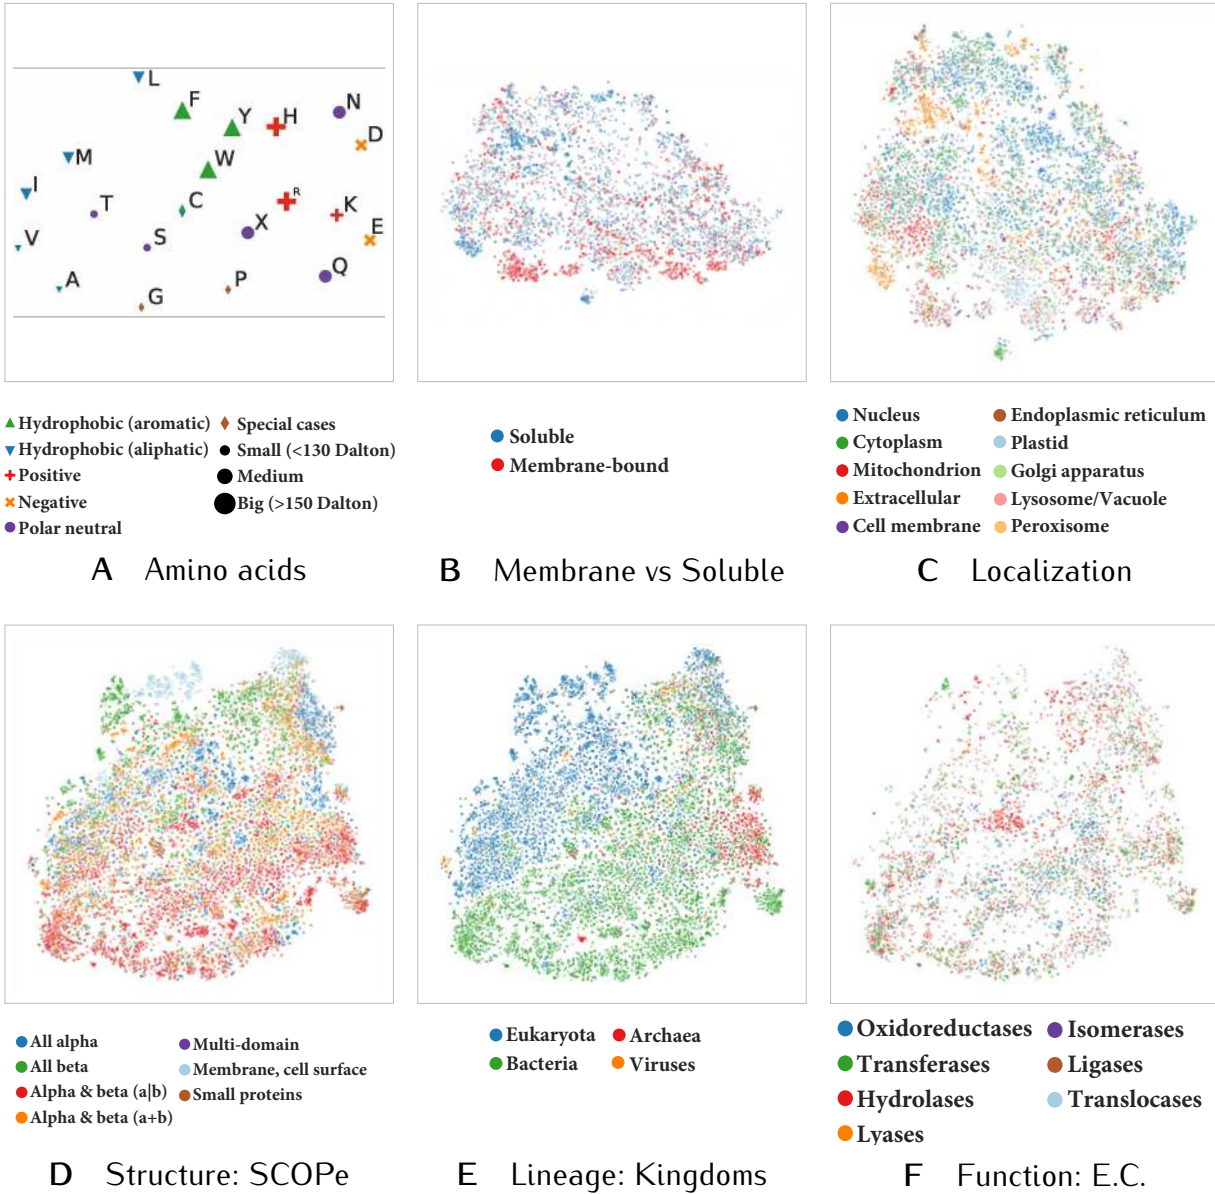 L
F
Y
H
N
D
M
W
I
T
C
R
K
X
E
V
S
A
P
Q
G
Hydrophobic (aromatic)
Hydrophobic (aliphatic)
Positive
Negative
Polar neutral
Special cases
Small (<130 Dalton)
Medium
Big (>150 Dalton)
A Amino acids
Soluble
Membrane-bound
B Membrane vs Soluble
Nucleus
Cytoplasm
Mitochondrion
Extracellular
Cell membrane
Endoplasmic reticulum
Plastid
Golgi apparatus
Lysosome/Vacuole
Peroxisome
C Localization
All alpha
All beta
Alpha & beta (a|b)
Alpha & beta (a+b)
Multi-domain
Membrane, cell surface
Small proteins
D Structure: SCOPe
Eukaryota
Bacteria
Archaea
Viruses
E Lineage: Kingdoms
Oxidoreductases
Transferases
Hydrolases
Lyases
Isomerases
Ligases
Translocases
F Function: E.C.